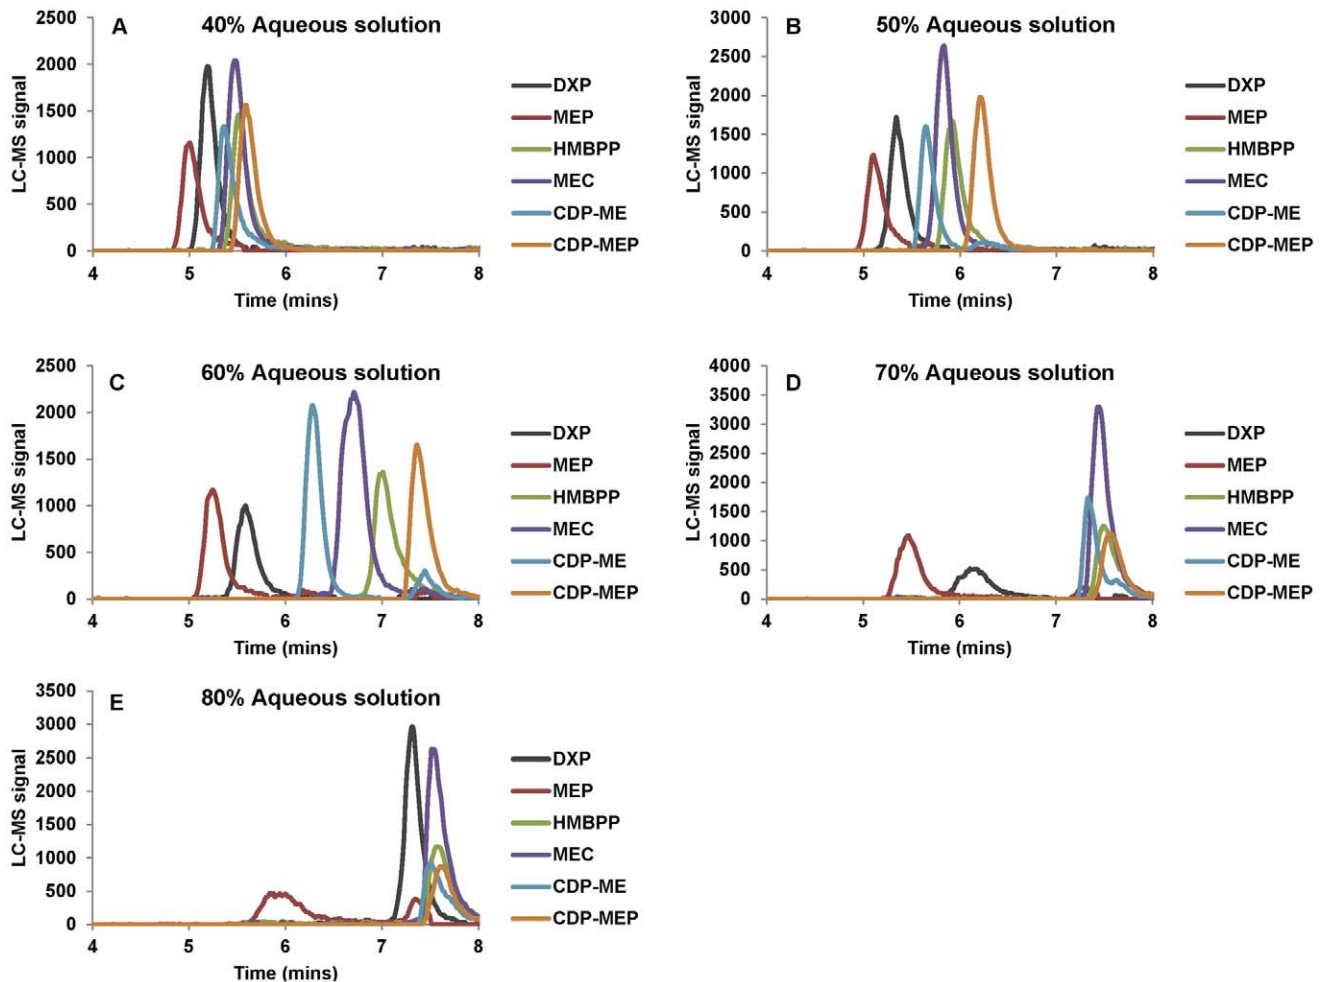 A 40% Aqueous solution
2500
2000
1500
1000
500
0
LC-MS signal
4 5 6 7 8
Time (mins)
DXP
MEP
HMBPP
MEC
CDP-ME
CDP-MEP
B 50% Aqueous solution
3000
2500
2000
1500
1000
500
0
LC-MS signal
4 5 6 7 8
Time (mins)
DXP
MEP
HMBPP
MEC
CDP-ME
CDP-MEP
C 60% Aqueous solution
2500
2000
1500
1000
500
0
LC-MS signal
4 5 6 7 8
Time (mins)
DXP
MEP
HMBPP
MEC
CDP-ME
CDP-MEP
D 70% Aqueous solution
4000
3500
3000
2500
2000
1500
1000
500
0
LC-MS signal
4 5 6 7 8
Time (mins)
DXP
MEP
HMBPP
MEC
CDP-ME
CDP-MEP
E 80% Aqueous solution
3500
3000
2500
2000
1500
1000
500
0
LC-MS signal
4 5 6 7 8
Time (mins)
DXP
MEP
HMBPP
MEC
CDP-ME
CDP-MEP